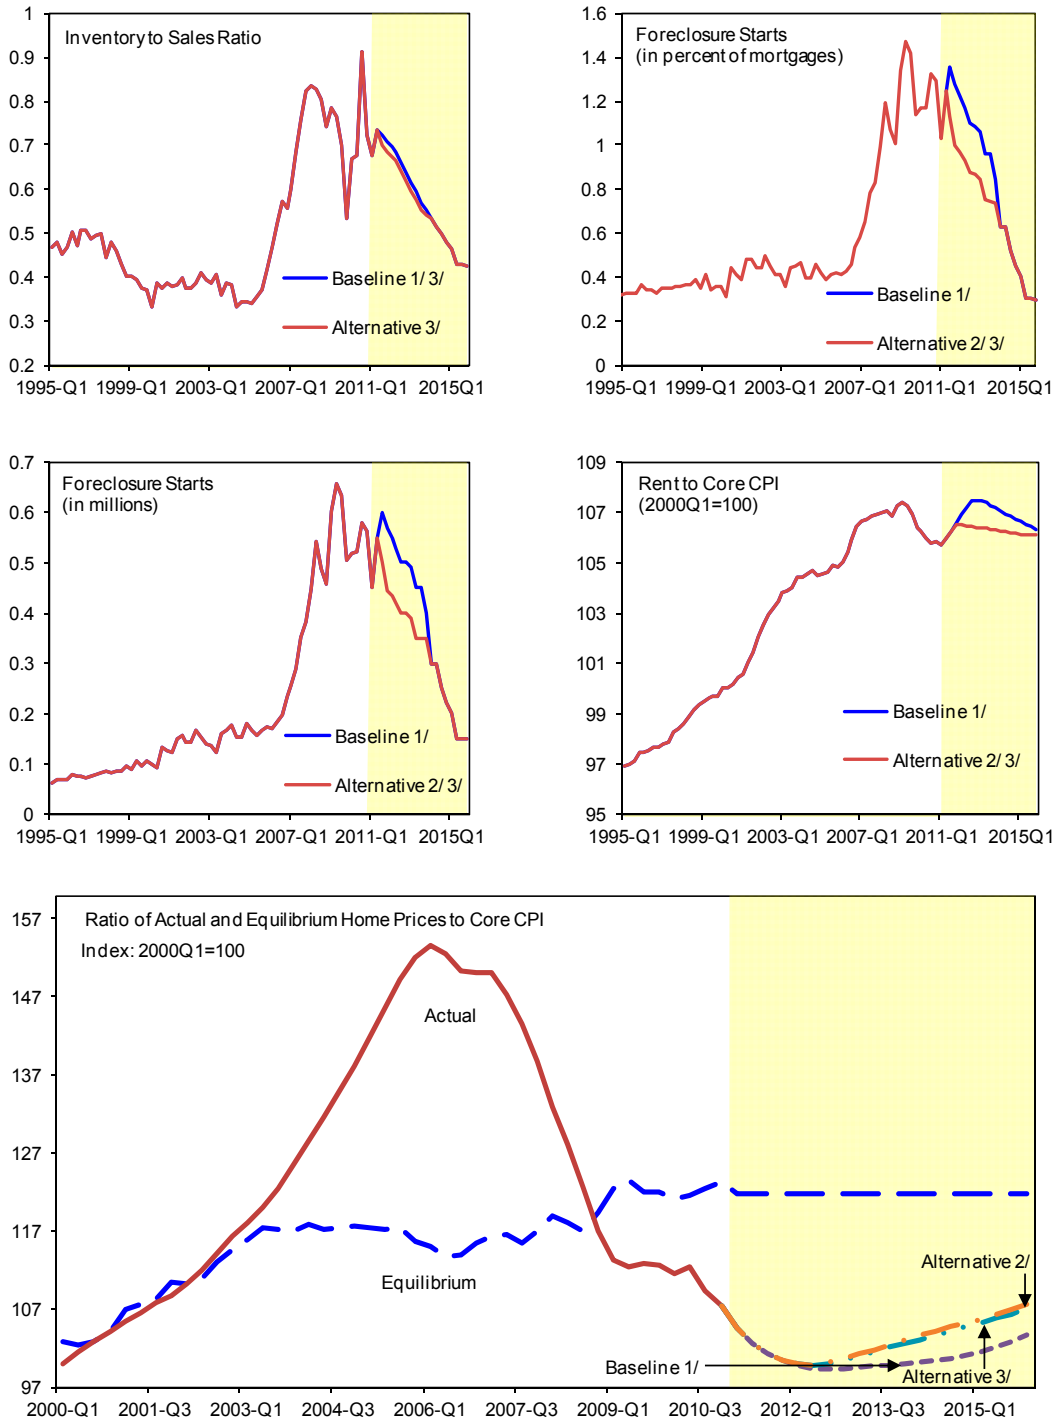 Inventory to Sales Ratio
1
0.9
0.8
0.7
0.6
0.5
0.4
0.3
0.2
Baseline 1/ 3/
Alternative 3/
1995-Q1 1999-Q1 2003-Q1 2007-Q1 2011-Q1 2015Q1
Foreclosure Starts
(in percent of mortgages)
1.6
1.4
1.2
1
0.8
0.6
0.4
0.2
0
Baseline 1/
Alternative 2/ 3/
1995-Q1 1999-Q1 2003-Q1 2007-Q1 2011-Q1 2015Q1
Foreclosure Starts
(in millions)
0.7
0.6
0.5
0.4
0.3
0.2
0.1
0
Baseline 1/
Alternative 2/ 3/
1995-Q1 1999-Q1 2003-Q1 2007-Q1 2011-Q1 2015Q1
Rent to Core CPI
(2000Q1=100)
109
107
105
103
101
99
97
95
Baseline 1/
Alternative 2/ 3/
1995-Q1 1999-Q1 2003-Q1 2007-Q1 2011-Q1 2015Q1
Ratio of Actual and Equilibrium Home Prices to Core CPI
Index: 2000Q1=100
157
147
137
127
117
107
97
Actual
Equilibrium
Alternative 2/
Baseline 1/
Alternative 3/
2000-Q1 2001-Q3 2003-Q1 2004-Q3 2006-Q1 2007-Q3 2009-Q1 2010-Q3 2012-Q1 2013-Q3 2015-Q1